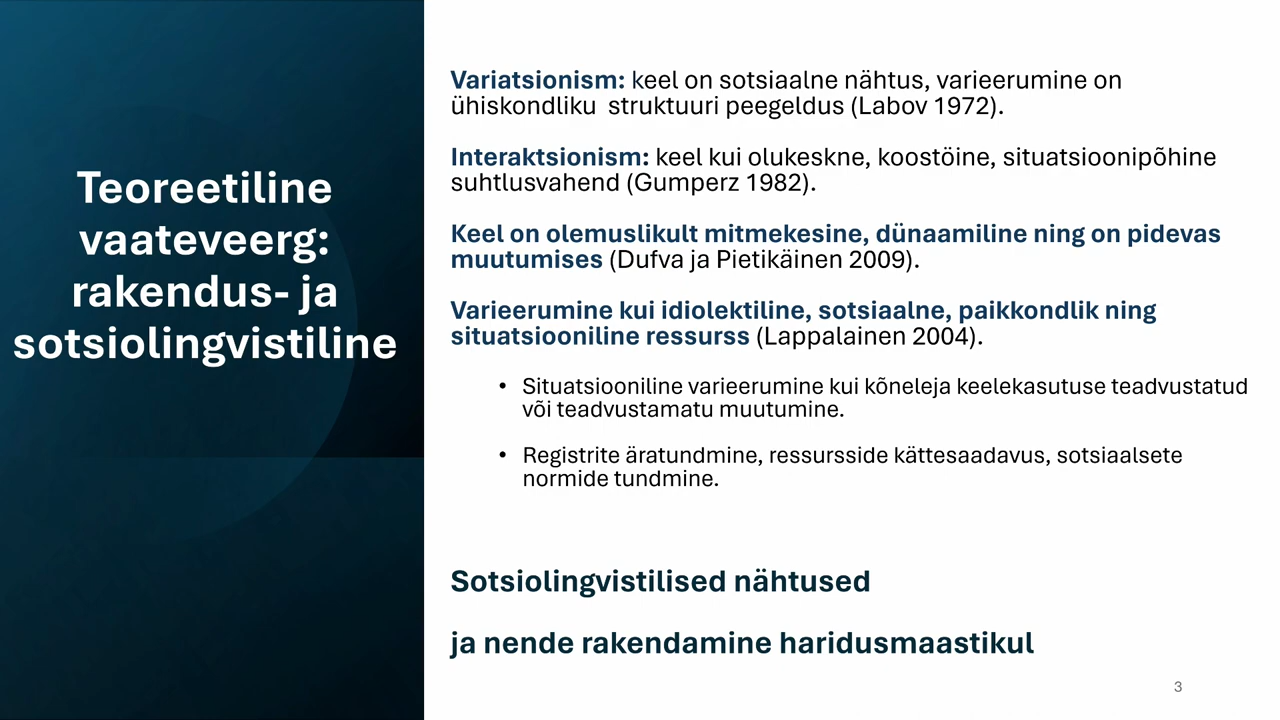 Teoreetiline
vaateveerg:
rakendus- ja
sotsiolingvistiline
Variatsionism: keel on sotsiaalne nähtus, varieerumine on
ühiskondliku  struktuuri peegeldus (Labov 1972).
Interaktsionism: keel kui olukeskne, koostöine, situatsioonipõhine
suhtlusvahend (Gumperz 1982).
Keel on olemuslikult mitmekesine, dünaamiline ning on pidevas
muutumises (Dufva ja Pietikäinen 2009).
Varieerumine kui idiolektiline, sotsiaalne, paikkondlik ning
situatsiooniline ressurss (Lappalainen 2004).
• Situatsiooniline varieerumine kui kõneleja keelekasutuse teadvustatud
või teadvustamatu muutumine.
• Registrite äratundmine, ressursside kättesaadavus, sotsiaalsete
normide tundmine.
Sotsiolingvistilised nähtused
ja nende rakendamine haridusmaastikul
3